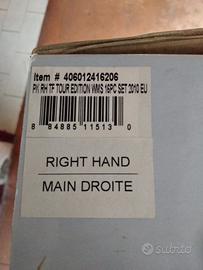 Item # 406012416206
PK RH TF TOUR EDITION WMS 16PC SET 2010 EU
8 84885 11513 0
RIGHT HAND
MAIN DROITE
subito